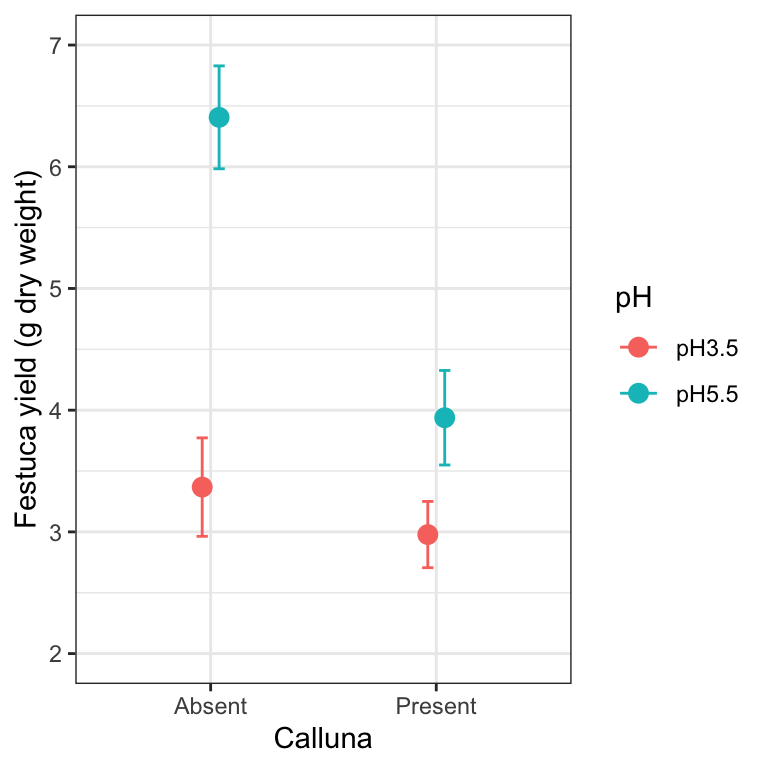 7
6
5
4
3
2
Festuca yield (g dry weight)
Absent Present
Calluna
pH
pH3.5
pH5.5